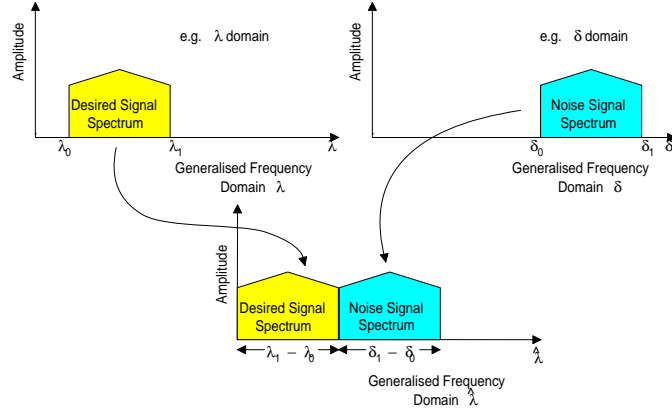 Amplitude
e.g. λ domain
Desired Signal
Spectrum
λ₀
λ₁
λ
Generalised Frequency
Domain λ
Amplitude
e.g. δ domain
Noise Signal
Spectrum
δ₀
δ₁
δ
Generalised Frequency
Domain δ
Amplitude
Desired Signal
Spectrum
Noise Signal
Spectrum
λ₁ − λ₀
δ₁ − δ₀
λ̂
Generalised Frequency
Domain λ̂